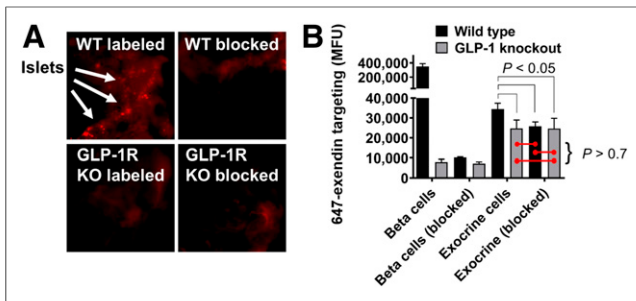 A
WT labeled
WT blocked
Islets
GLP-1R
KO labeled
GLP-1R
KO blocked
B
Wild type
GLP-1 knockout
647-exendin targeting (MFU)
400,000
200,000
40,000
30,000
20,000
10,000
0
P < 0.05
P > 0.7
Beta cells
Beta cells (blocked)
Exocrine cells
Exocrine (blocked)